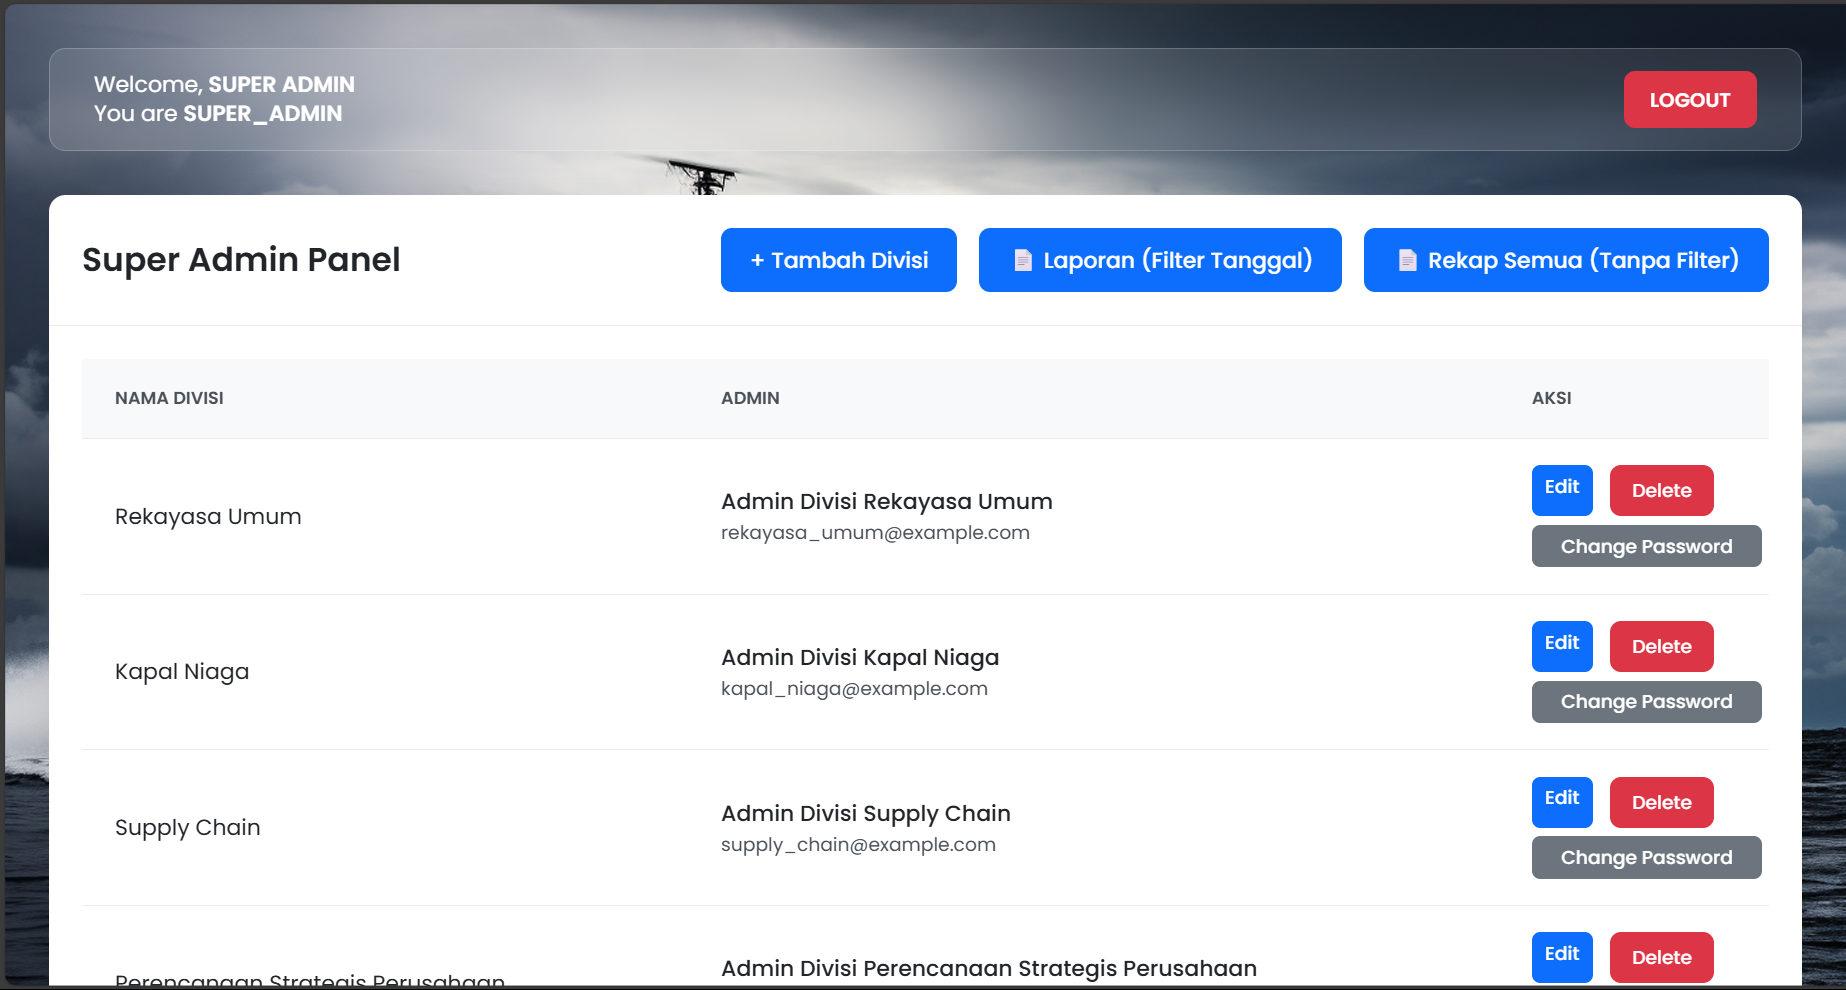 Welcome, SUPER ADMIN
You are SUPER_ADMIN
LOGOUT
Super Admin Panel
+ Tambah Divisi
Laporan (Filter Tanggal)
Rekap Semua (Tanpa Filter)
NAMA DIVISI ADMIN AKSI
Rekayasa Umum
Admin Divisi Rekayasa Umum
rekayasa_umum@example.com
Edit Delete
Change Password
Kapal Niaga
Admin Divisi Kapal Niaga
kapal_niaga@example.com
Edit Delete
Change Password
Supply Chain
Admin Divisi Supply Chain
supply_chain@example.com
Edit Delete
Change Password
Perencanaan Strategis Perusahaan
Admin Divisi Perencanaan Strategis Perusahaan
Edit Delete